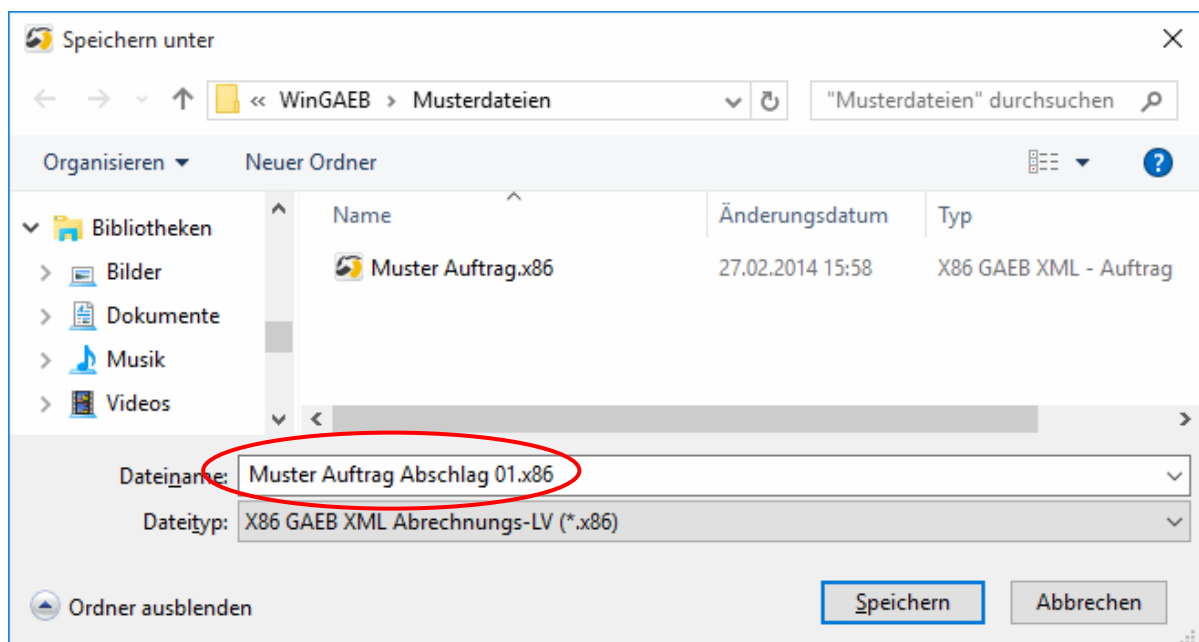 Speichern unter
« WinGAEB › Musterdateien
"Musterdateien" durchsuchen
Organisieren
Neuer Ordner
?
Name Änderungsdatum Typ
Bibliotheken
Bilder
Dokumente
Musik
Videos
Muster Auftrag.x86 27.02.2014 15:58 X86 GAEB XML - Auftrag
Dateiname: Muster Auftrag Abschlag 01.x86
Dateityp: X86 GAEB XML Abrechnungs-LV (*.x86)
Ordner ausblenden
Speichern Abbrechen